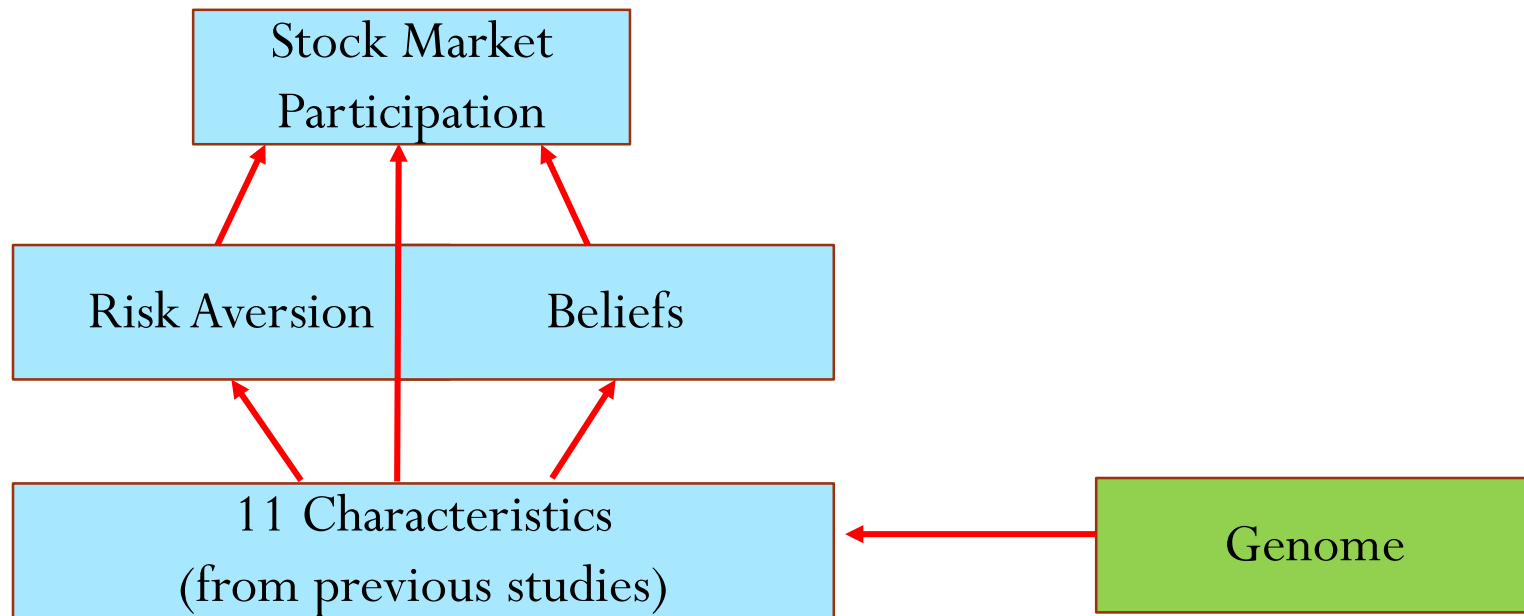 Stock Market
Participation
Risk Aversion
Beliefs
11 Characteristics
(from previous studies)
Genome